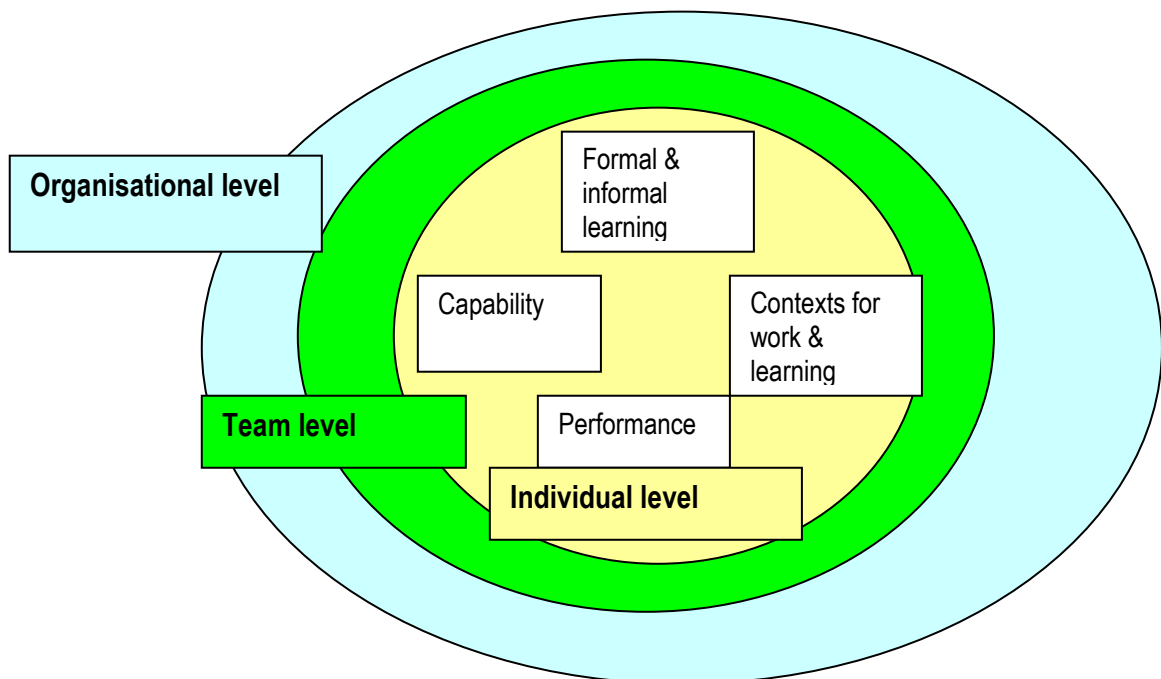 Formal &
informal
learning
Organisational level
Capability
Contexts for
work &
learning
Team level
Performance
Individual level